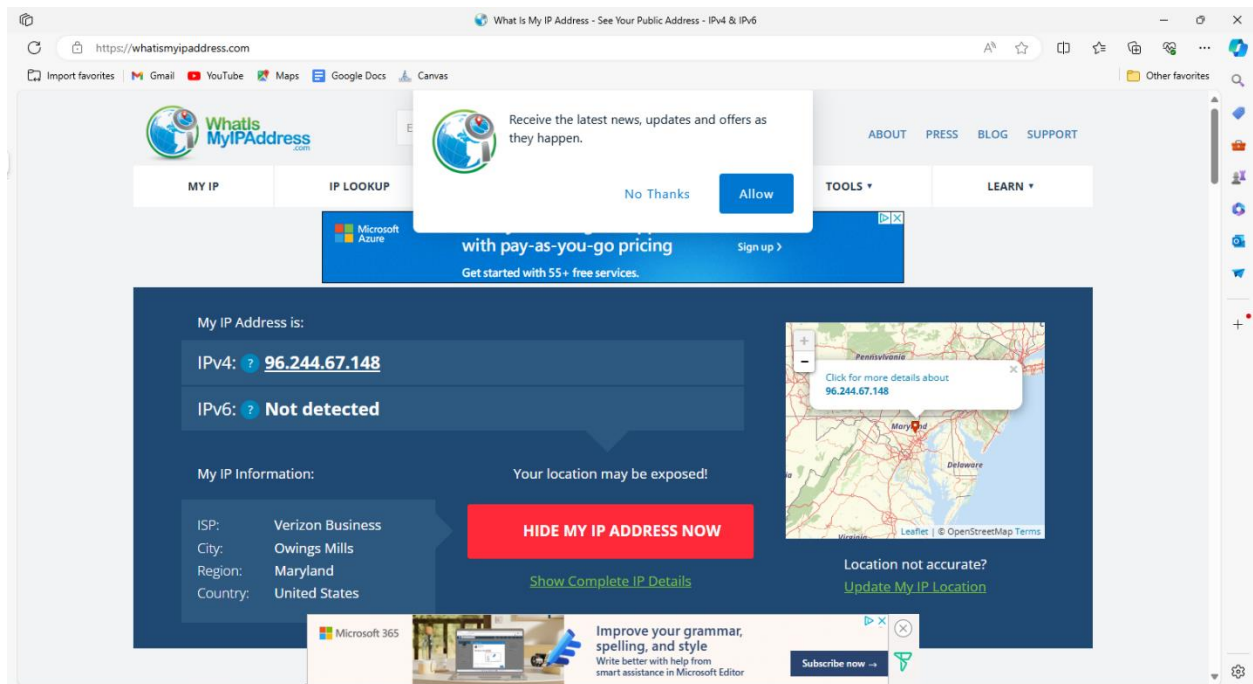 What Is My IP Address - See Your Public Address - IPv4 & IPv6
https://whatismyipaddress.com
Import favorites Gmail YouTube Maps Google Docs Canvas Other favorites
WhatIs
MyIPAddress
.com
E
Receive the latest news, updates and offers as
they happen.
No Thanks Allow
ABOUT PRESS BLOG SUPPORT
MY IP IP LOOKUP TOOLS LEARN
Microsoft
Azure
with pay-as-you-go pricing
Get started with 55+ free services.
Sign up >
My IP Address is:
IPv4: ? 96.244.67.148
IPv6: ? Not detected
My IP Information:
ISP: Verizon Business
City: Owings Mills
Region: Maryland
Country: United States
Your location may be exposed!
HIDE MY IP ADDRESS NOW
Show Complete IP Details
+
−
Pennsylvania
Click for more details about
96.244.67.148
Delaware
Virginia
Leaflet | © OpenStreetMap Terms
Location not accurate?
Update My IP Location
Microsoft 365
Improve your grammar,
spelling, and style
Write better with help from
smart assistance in Microsoft Editor
Subscribe now →